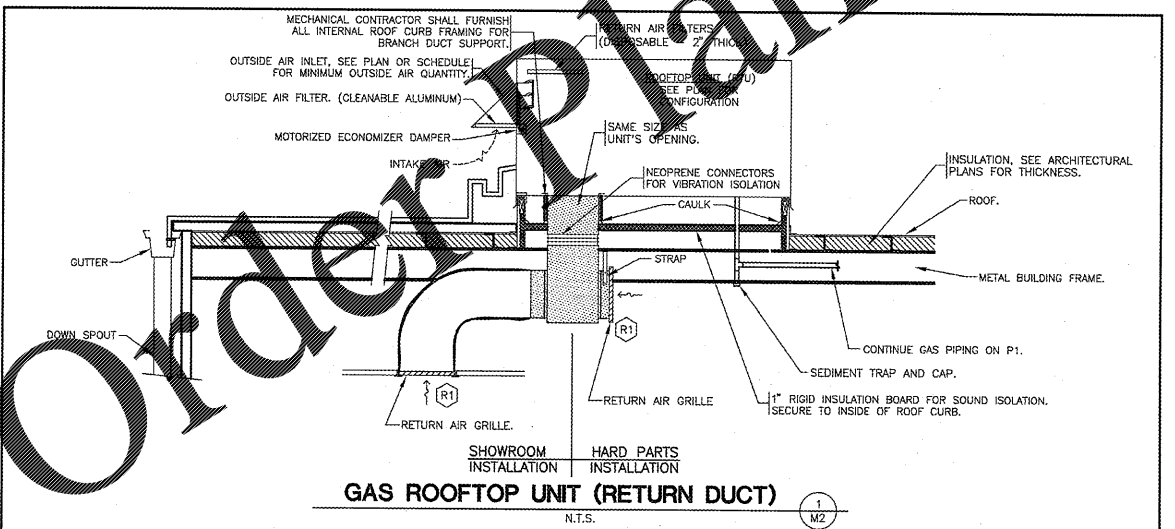 MECHANICAL CONTRACTOR SHALL FURNISH
ALL INTERNAL ROOF CURB FRAMING FOR
BRANCH DUCT SUPPORT.
OUTSIDE AIR INLET, SEE PLAN OR SCHEDULE
FOR MINIMUM OUTSIDE AIR QUANTITY.
OUTSIDE AIR FILTER. (CLEANABLE ALUMINUM)
MOTORIZED ECONOMIZER DAMPER
INTAKE AIR
RETURN AIR FILTERS
(DISPOSABLE 2" THICK)
ROOFTOP UNIT (RTU)
SEE PLAN FOR
CONFIGURATION
SAME SIZE AS
UNIT'S OPENING.
NEOPRENE CONNECTORS
FOR VIBRATION ISOLATION
CAULK
INSULATION, SEE ARCHITECTURAL
PLANS FOR THICKNESS.
ROOF.
GUTTER
STRAP
METAL BUILDING FRAME.
DOWN SPOUT
R1
CONTINUE GAS PIPING ON P1.
SEDIMENT TRAP AND CAP.
R1
RETURN AIR GRILLE
1" RIGID INSULATION BOARD FOR SOUND ISOLATION.
SECURE TO INSIDE OF ROOF CURB.
RETURN AIR GRILLE.
SHOWROOM
INSTALLATION
HARD PARTS
INSTALLATION
GAS ROOFTOP UNIT (RETURN DUCT)
N.T.S.
1
M2
Order Plan